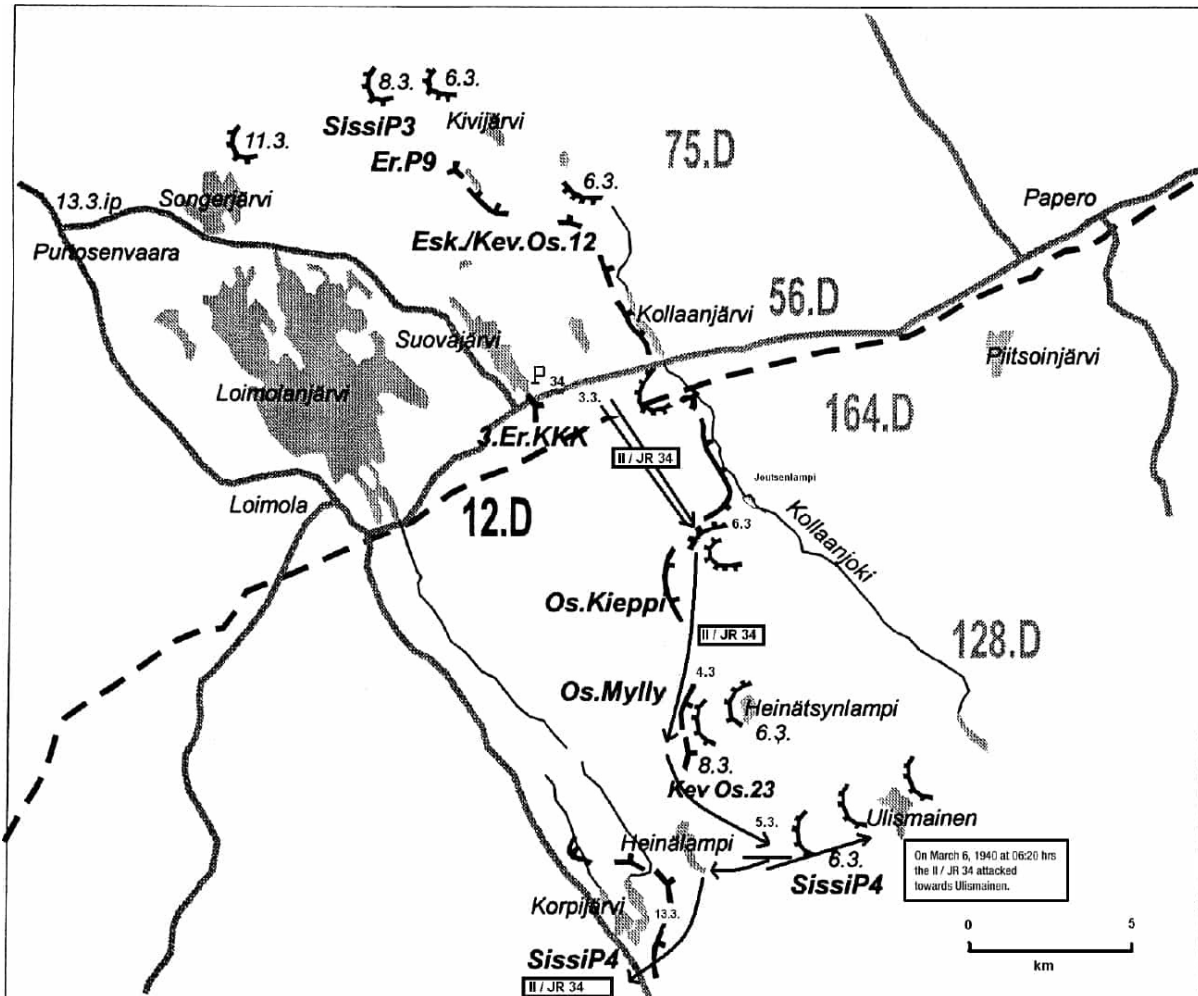 8.3.
6.3.
SissiP3
Kivijärvi
11.3.
Er.P9
75.D
6.3.
13.3.ip
Songerjärvi
Papero
Esk./Kev.Os.12
56.D
Kollaanjärvi
Suovajärvi
Piitsoinjärvi
Loimolanjärvi
P 34
3.3.
164.D
3.Er.KKK
II / JR 34
Joutsenlampi
Loimola
12.D
6.3
Kollaanjoki
Os.Kieppi
II / JR 34
128.D
4.3
Os.Mylly
Heinätsynlampi
6.3.
8.3.
Kev Os.23
5.3.
Ulismainen
Heinälampi
6.3.
SissiP4
On March 6, 1940 at 06:20 hrs
the II / JR 34 attacked
towards Ulismainen.
Korpijärvi
13.3.
0 5
km
SissiP4
II / JR 34